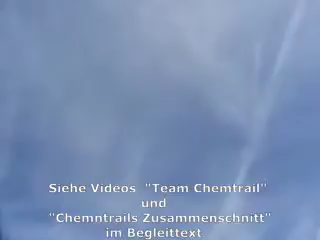 Siehe Videos "Team Chemtrail"
und
"Chemntrails Zusammenschnitt"
im Begleittext